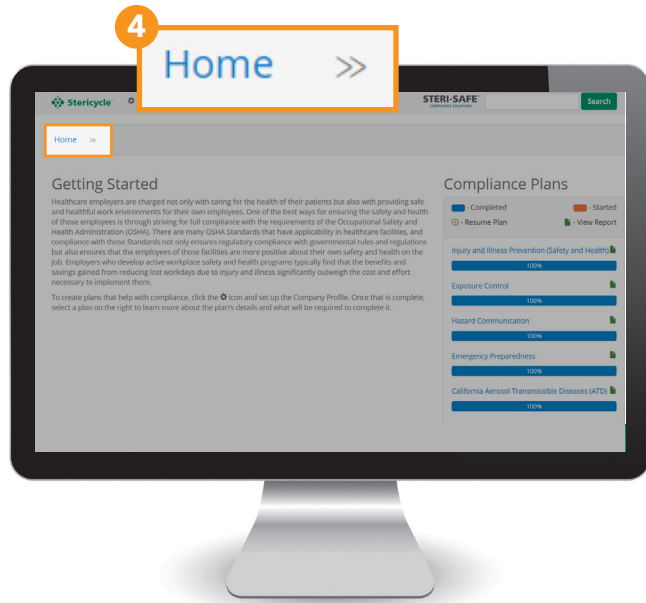 4
Home >>
Stericycle
STERI-SAFE
COMPLIANCE SOLUTIONS
Search
Home >>
Getting Started
Healthcare employers are charged not only with caring for the health of their patients but also with providing safe
and healthful work environments for their own employees. One of the best ways for ensuring the safety and health
of those employees is through striving for full compliance with the requirements of the Occupational Safety and
Health Administration (OSHA). There are many OSHA Standards that have applicability in healthcare facilities, and
compliance with those Standards not only ensures regulatory compliance with governmental rules and regulations
but also ensures that the employees of those facilities are more positive about their own safety and health on the
job. Employers who develop active workplace safety and health programs typically find that the benefits and
savings gained from reducing lost workdays due to injury and illness significantly outweigh the cost and effort
necessary to implement them.
To create plans that help with compliance, click the icon and set up the Company Profile. Once that is complete,
select a plan on the right to learn more about the plan's details and what will be required to complete it.
Compliance Plans
- Completed - Started
- Resume Plan - View Report
Injury and Illness Prevention (Safety and Health)
100%
Exposure Control
100%
Hazard Communication
100%
Emergency Preparedness
100%
California Aerosol Transmissible Diseases (ATD)
100%